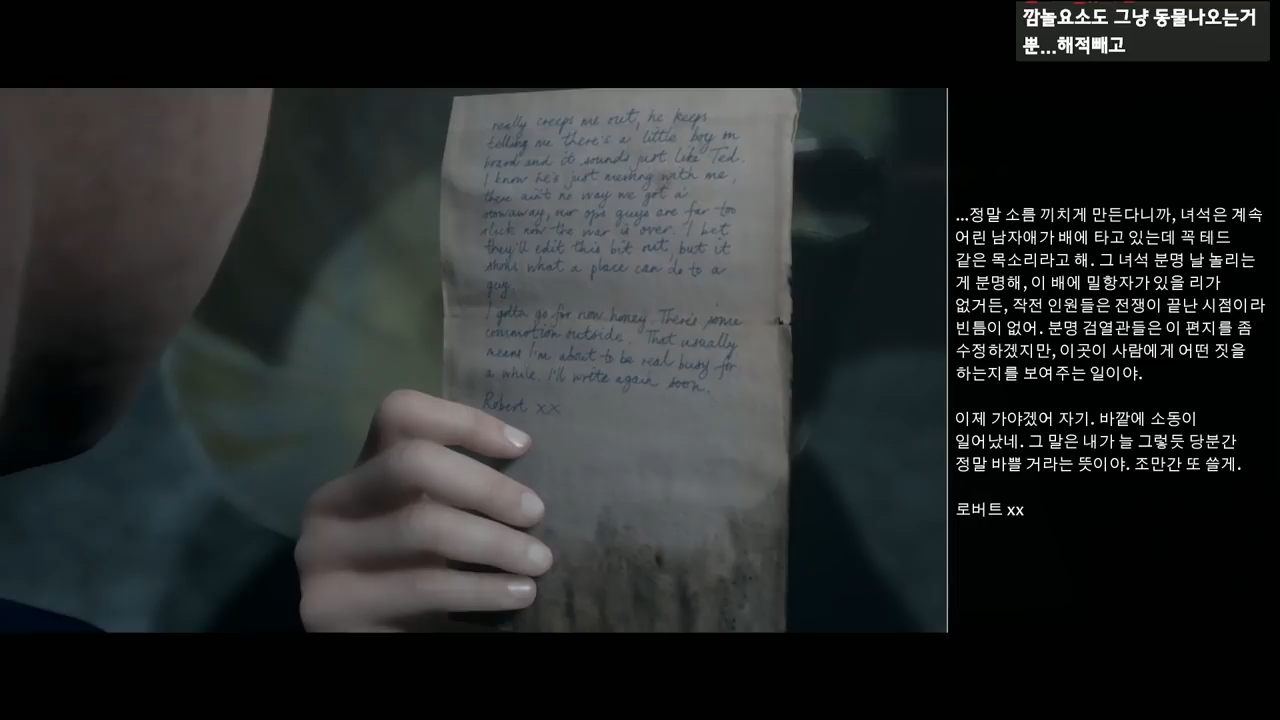 깜놀요소도 그냥 동물나오는거
뿐...해적빼고
really creeps me out, he keeps
telling me there's a little boy on
board and it sounds just like Ted.
I know he's just messing with me,
there ain't no way we got a
stowaway, our ops guys are far too
slick now the war is over. I bet
they'll edit this bit out, but it
shows what a place can do to a
guy.
I gotta go for now honey. There's some
commotion outside. That usually
means I'm about to be real busy for
a while. I'll write again soon.
Robert xx
...정말 소름 끼치게 만든다니까, 녀석은 계속
어린 남자애가 배에 타고 있는데 꼭 테드
같은 목소리라고 해. 그 녀석 분명 날 놀리는
게 분명해, 이 배에 밀항자가 있을 리가
없거든, 작전 인원들은 전쟁이 끝난 시점이라
빈틈이 없어. 분명 검열관들은 이 편지를 좀
수정하겠지만, 이곳이 사람에게 어떤 짓을
하는지를 보여주는 일이야.
이제 가야겠어 자기. 바깥에 소동이
일어났네. 그 말은 내가 늘 그렇듯 당분간
정말 바쁠 거라는 뜻이야. 조만간 또 쓸게.
로버트 xx